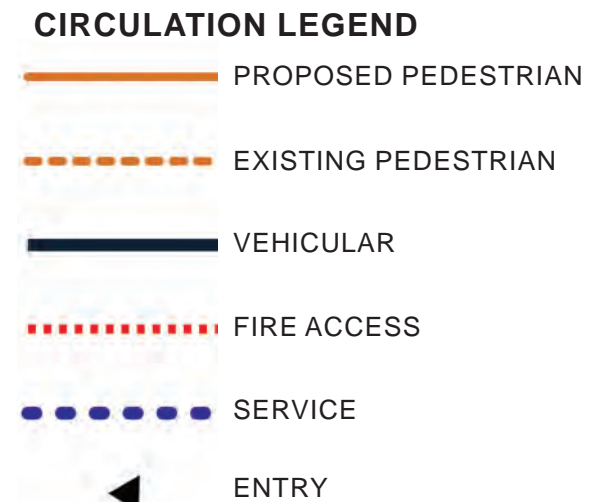 CIRCULATION LEGEND
PROPOSED PEDESTRIAN
EXISTING PEDESTRIAN
VEHICULAR
FIRE ACCESS
SERVICE
ENTRY